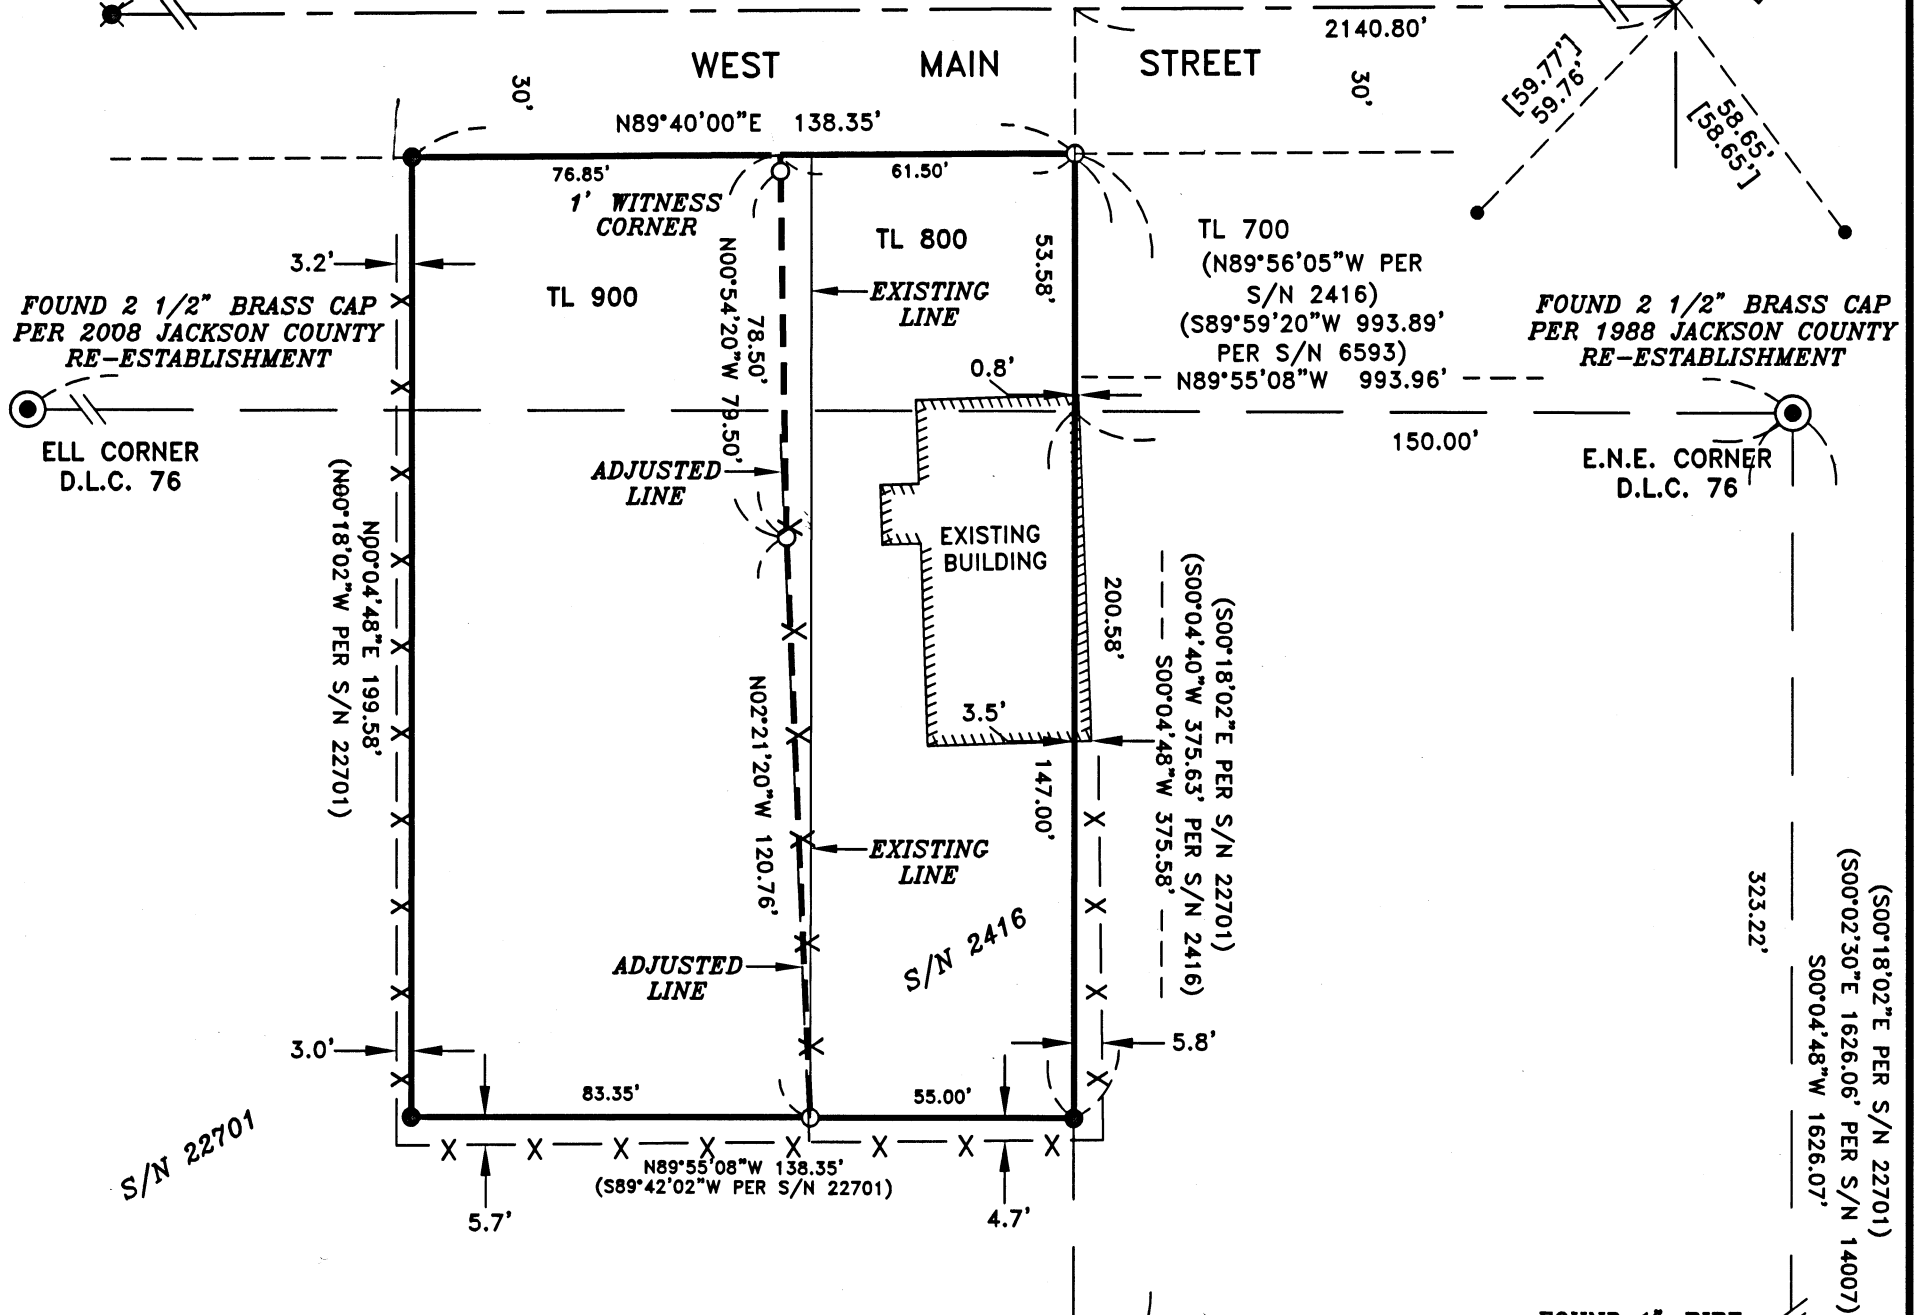 2140.80'
WEST MAIN STREET
30'
30'
[59.77']
59.76'
58.65'
[58.65']
N89°40'00"E 138.35'
76.85'
61.50'
1' WITNESS
CORNER
TL 800
TL 900
3.2'
53.58'
N00°54'20"W 79.50'
78.50'
EXISTING
LINE
TL 700
(N89°56'05"W PER
S/N 2416)
(S89°59'20"W 993.89'
PER S/N 6593)
N89°55'08"W 993.96'
FOUND 2 1/2" BRASS CAP
PER 2008 JACKSON COUNTY
RE-ESTABLISHMENT
FOUND 2 1/2" BRASS CAP
PER 1988 JACKSON COUNTY
RE-ESTABLISHMENT
0.8'
ELL CORNER
D.L.C. 76
150.00'
E.N.E. CORNER
D.L.C. 76
ADJUSTED
LINE
EXISTING
BUILDING
N00°04'48"E 199.58'
(N00°18'02"W PER S/N 22701)
200.58'
(S00°18'02"E PER S/N 22701)
(S00°04'40"W 375.63' PER S/N 2416)
S00°04'48"W 375.58'
3.5'
N02°21'20"W 120.76'
147.00'
EXISTING
LINE
323.22'
(S00°18'02"E PER S/N 22701)
(S00°02'30"E 1626.06' PER S/N 14007)
S00°04'48"W 1626.07'
S/N 2416
ADJUSTED
LINE
3.0'
5.8'
83.35'
55.00'
S/N 22701
N89°55'08"W 138.35'
(S89°42'02"W PER S/N 22701)
5.7'
4.7'